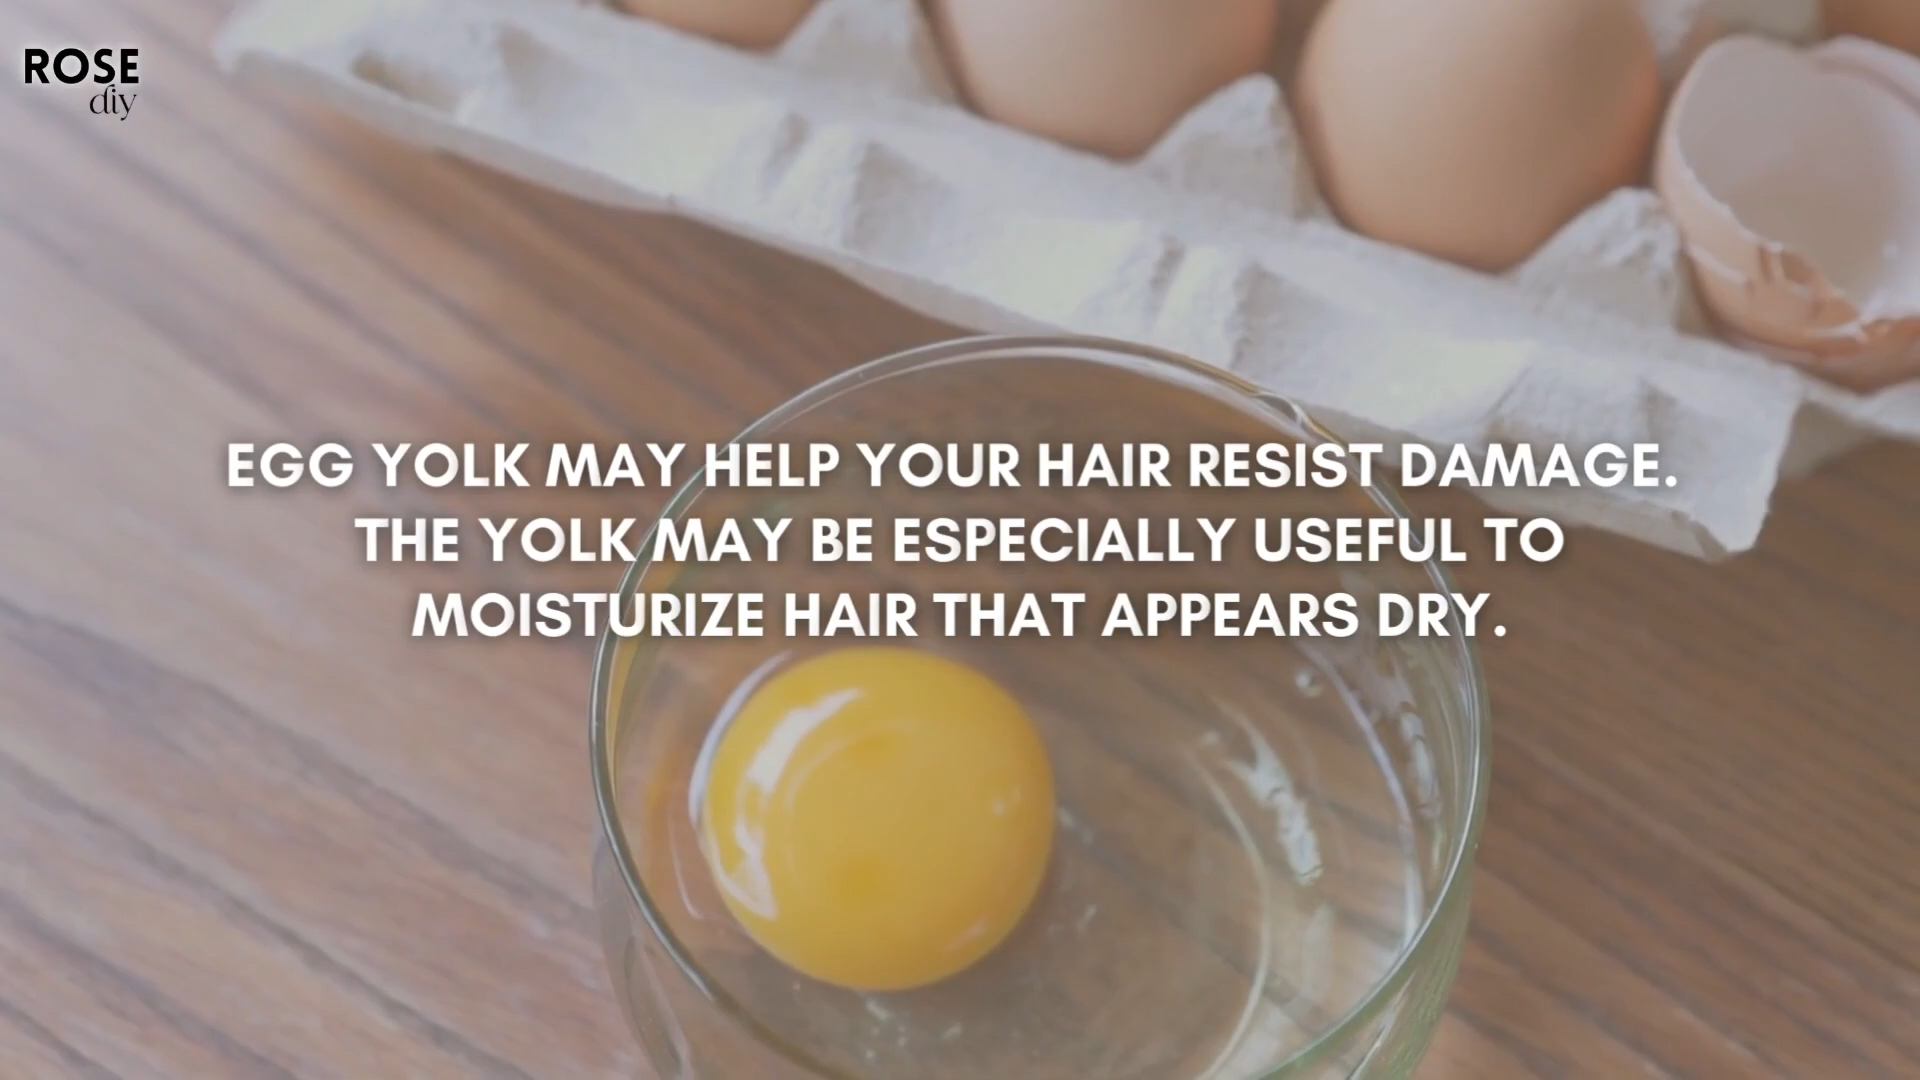 ROSE
diy
EGG YOLK MAY HELP YOUR HAIR RESIST DAMAGE.
THE YOLK MAY BE ESPECIALLY USEFUL TO
MOISTURIZE HAIR THAT APPEARS DRY.